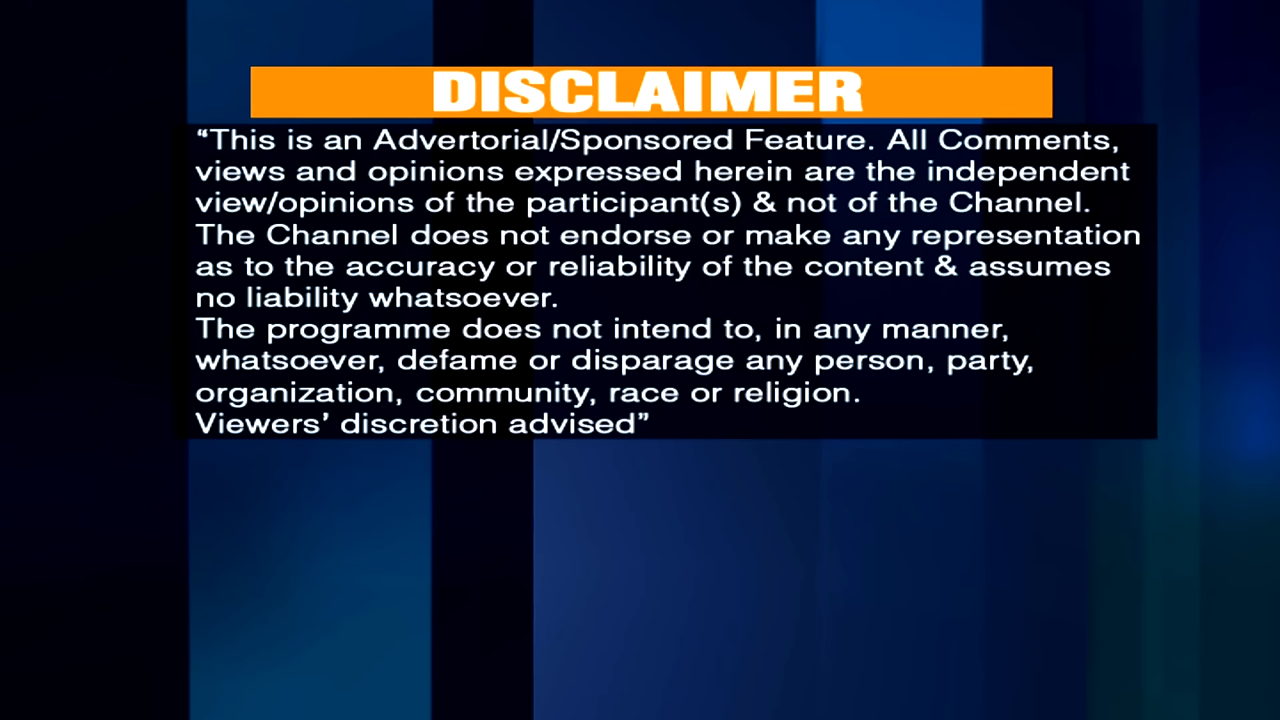 DISCLAIMER
“This is an Advertorial/Sponsored Feature. All Comments,
views and opinions expressed herein are the independent
view/opinions of the participant(s) & not of the Channel.
The Channel does not endorse or make any representation
as to the accuracy or reliability of the content & assumes
no liability whatsoever.
The programme does not intend to, in any manner,
whatsoever, defame or disparage any person, party,
organization, community, race or religion.
Viewers’ discretion advised”